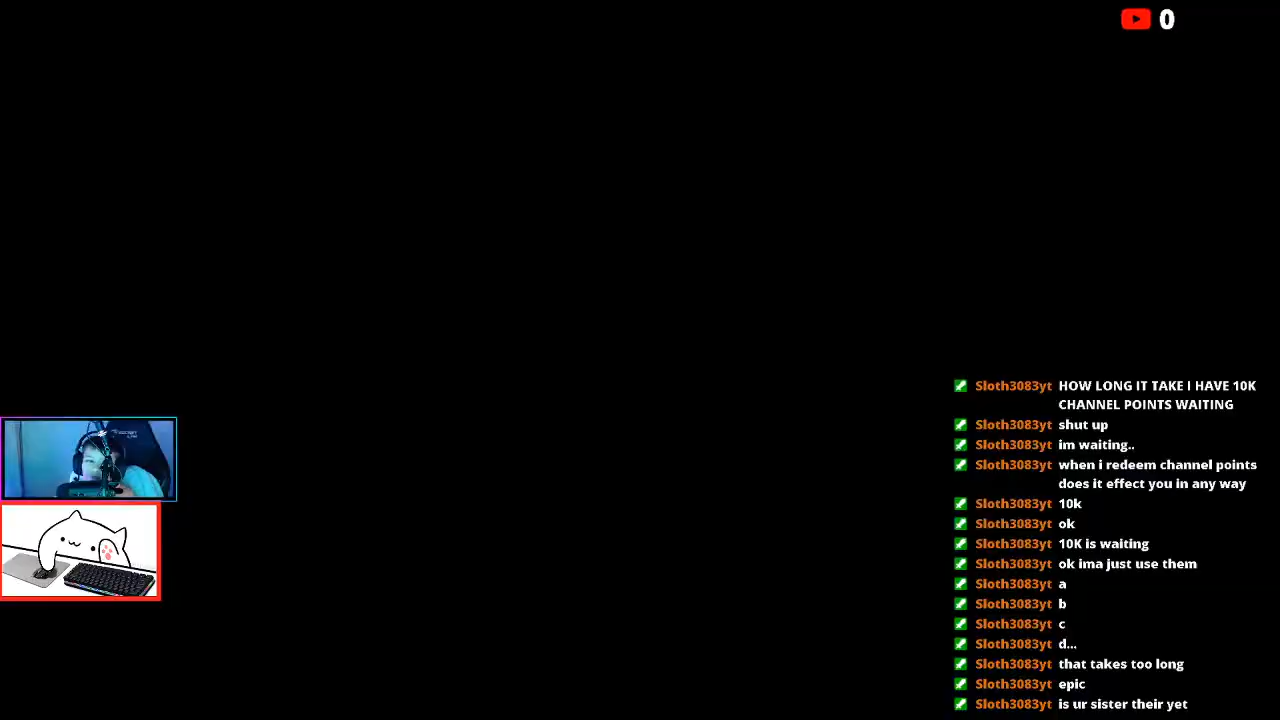 0
Sloth3083yt HOW LONG IT TAKE I HAVE 10K
CHANNEL POINTS WAITING
Sloth3083yt shut up
Sloth3083yt im waiting..
Sloth3083yt when i redeem channel points
does it effect you in any way
Sloth3083yt 10k
Sloth3083yt ok
Sloth3083yt 10K is waiting
Sloth3083yt ok ima just use them
Sloth3083yt a
Sloth3083yt b
Sloth3083yt c
Sloth3083yt d...
Sloth3083yt that takes too long
Sloth3083yt epic
Sloth3083yt is ur sister their yet